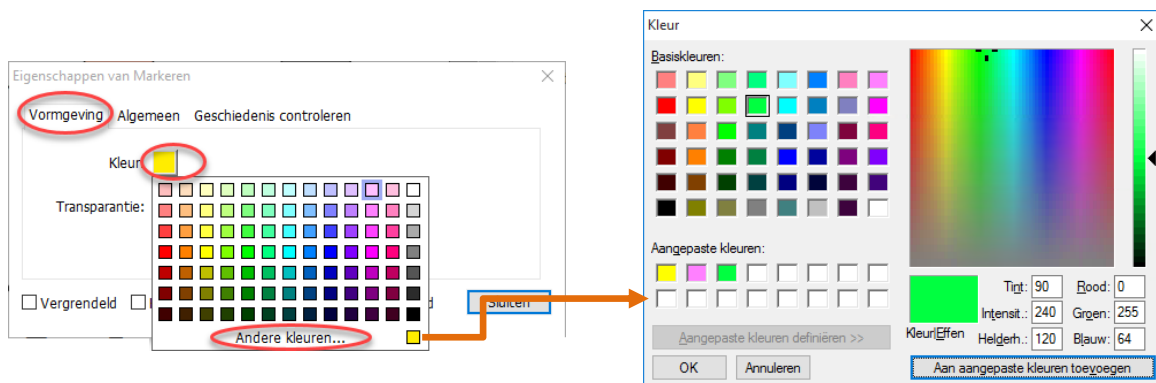 Eigenschappen van Markeren
Vormgeving Algemeen Geschiedenis controleren
Kleur
Transparantie:
Vergrendeld
Sluiten
Andere kleuren...
Kleur
Basiskleuren:
Aangepaste kleuren:
Aangepaste kleuren definiëren >>
OK Annuleren
Kleur|Effen
Tint: 90 Rood: 0
Intensit.: 240 Groen: 255
Helderh.: 120 Blauw: 64
Aan aangepaste kleuren toevoegen